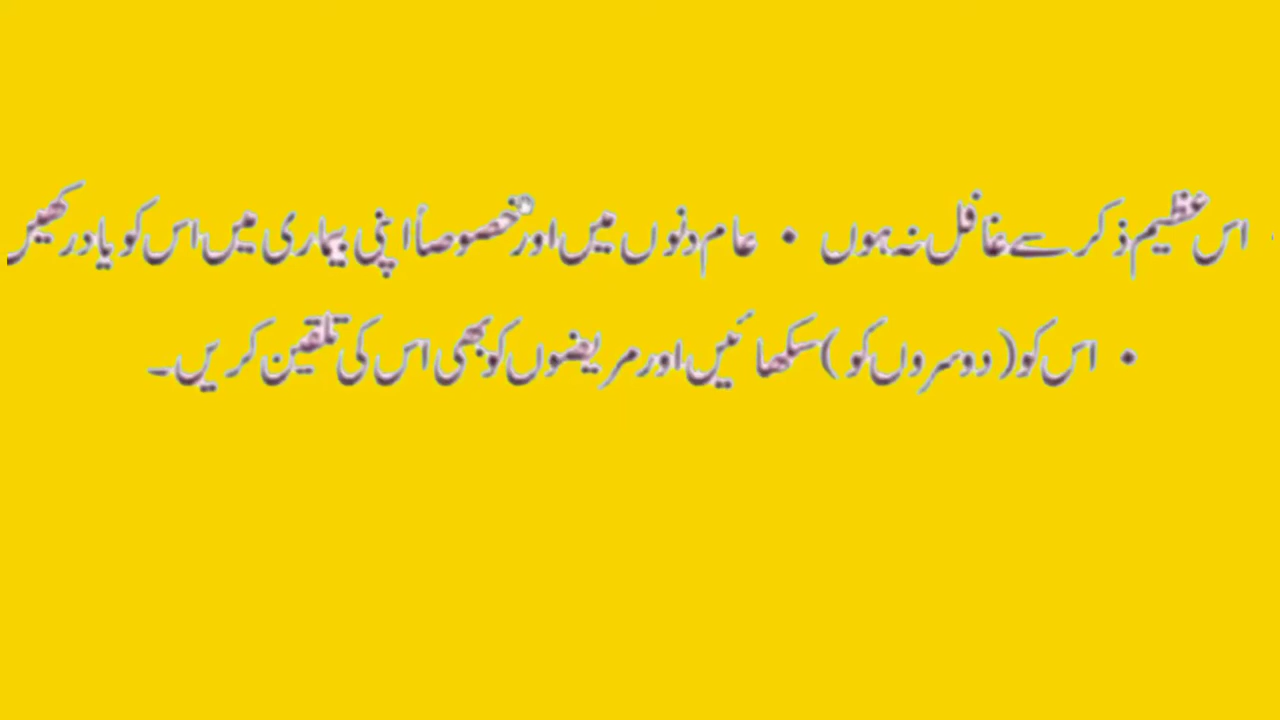 • اس عظیم ذکر سے غافل نہ ہوں • عام دنوں میں اور خصوصاً اپنی بیماری میں اس کو یاد رکھیں
• اس کو (دوسروں کو) سکھائیں اور مریضوں کو بھی اس کی تلقین کریں۔